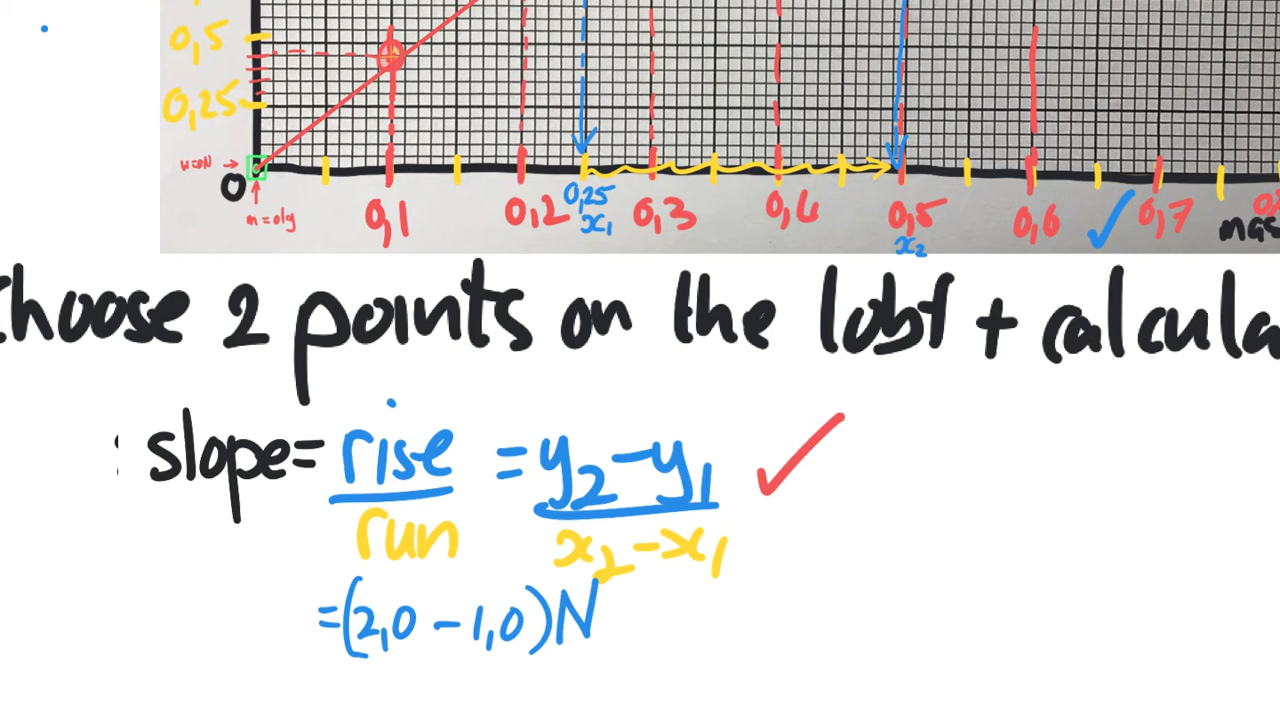 0,5
0,25
W=0N
0
m=0kg
0,1
0,2
0,25
x₁
0,3
0,4
0,5
x₂
0,6
0,7
mas
choose 2 points on the lobf + calcula
: slope= rise = y₂-y₁
run x₂-x₁
=(2,0-1,0)N